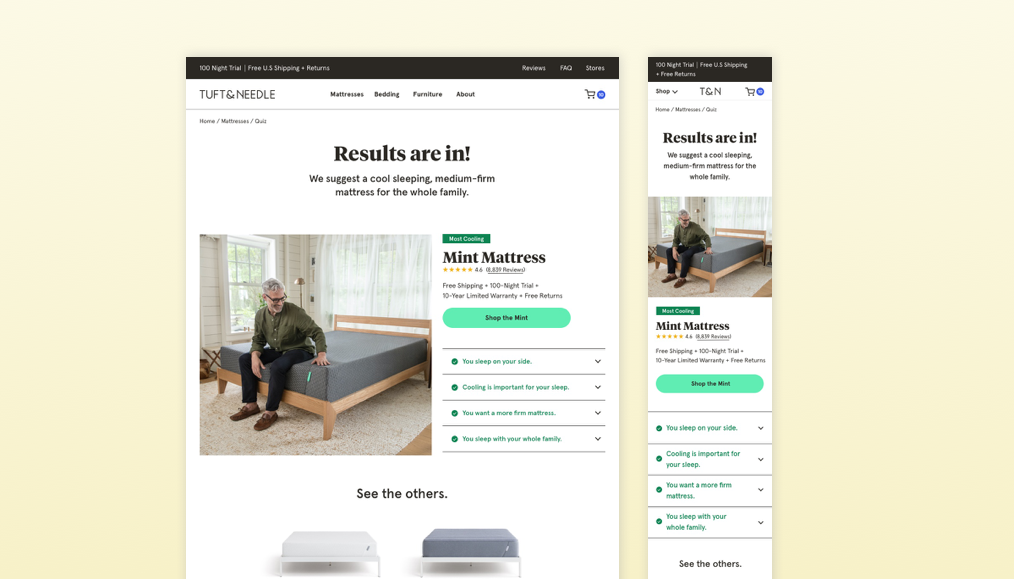 100 Night Trial | Free U.S Shipping + Returns
Reviews FAQ Stores
TUFT&NEEDLE
Mattresses Bedding Furniture About
10
Home / Mattresses / Quiz
Results are in!
We suggest a cool sleeping, medium-firm
mattress for the whole family.
Most Cooling
Mint Mattress
4.6 (8,839 Reviews)
Free Shipping + 100-Night Trial +
10-Year Limited Warranty + Free Returns
Shop the Mint
You sleep on your side.
Cooling is important for your sleep.
You want a more firm mattress.
You sleep with your whole family.
See the others.
100 Night Trial | Free U.S Shipping
+ Free Returns
Shop
T&N
10
Home / Mattresses / Quiz
Results are in!
We suggest a cool sleeping,
medium-firm mattress for the
whole family.
Most Cooling
Mint Mattress
4.6 (8,839 Reviews)
Free Shipping + 100-Night Trial +
10-Year Limited Warranty + Free Returns
Shop the Mint
You sleep on your side.
Cooling is important for
your sleep.
You want a more firm
mattress.
You sleep with your
whole family.
See the others.